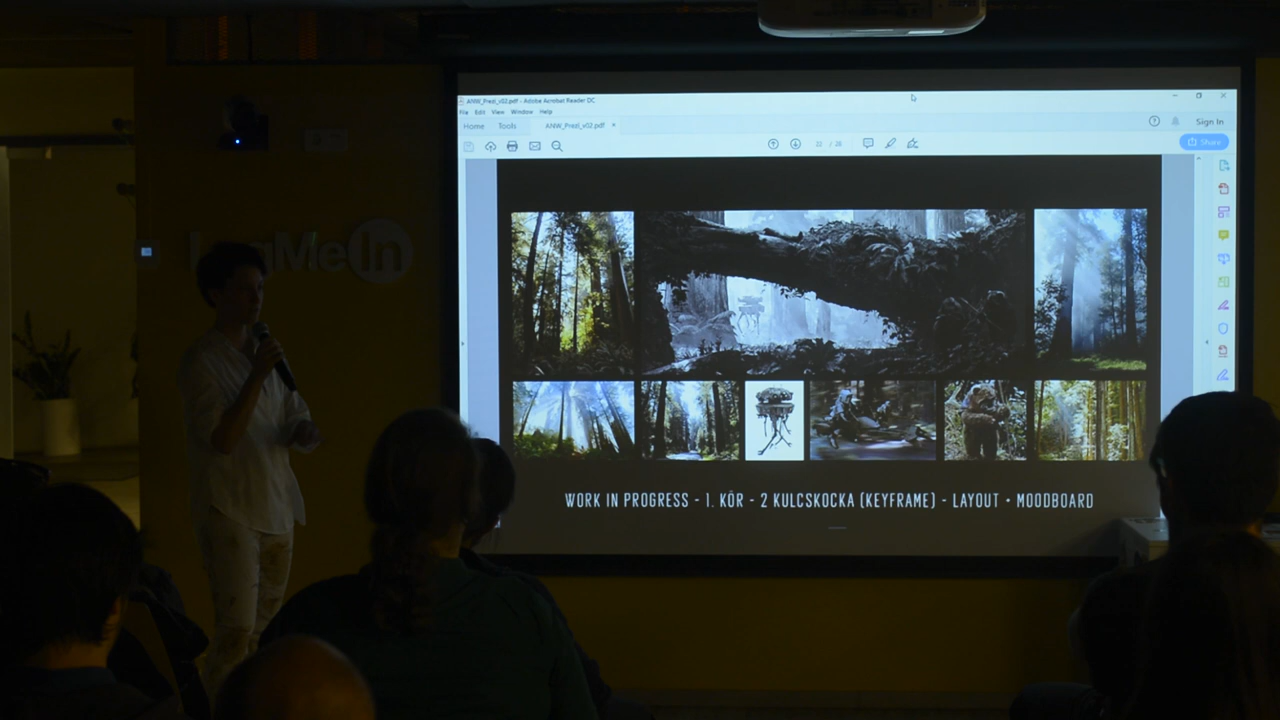 ANW_Prezi_v02.pdf - Adobe Acrobat Reader DC
File Edit View Window Help
Home Tools ANW_Prezi_v02.pdf × Sign In
/ 28 Share
LogMeIn
WORK IN PROGRESS - 1. KÖR - 2 KULCSKOCKA (KEYFRAME) - LAYOUT + MOODBOARD